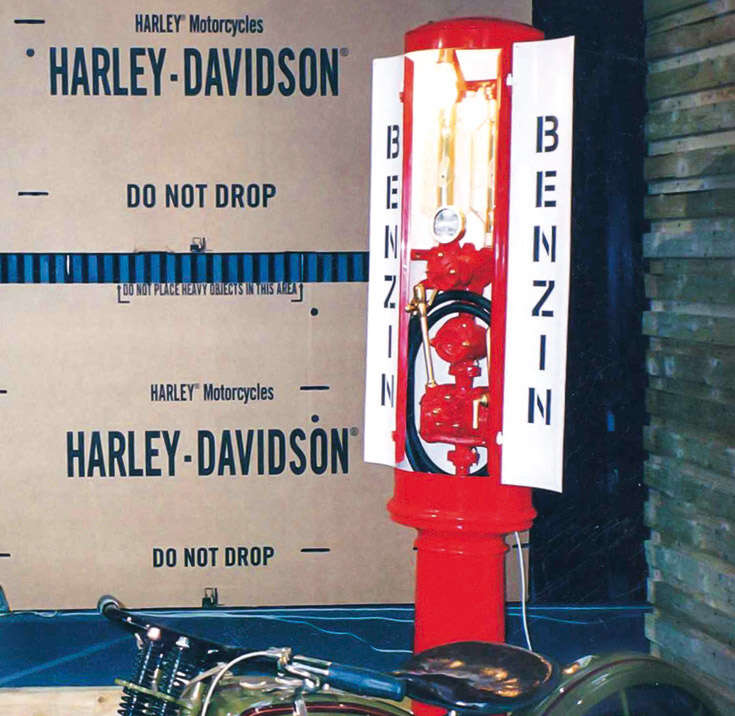 HARLEY® Motorcycles
HARLEY-DAVIDSON®
DO NOT DROP
DO NOT PLACE HEAVY OBJECTS IN THIS AREA
HARLEY® Motorcycles
HARLEY-DAVIDSON®
DO NOT DROP
BENZIN
BENZIN